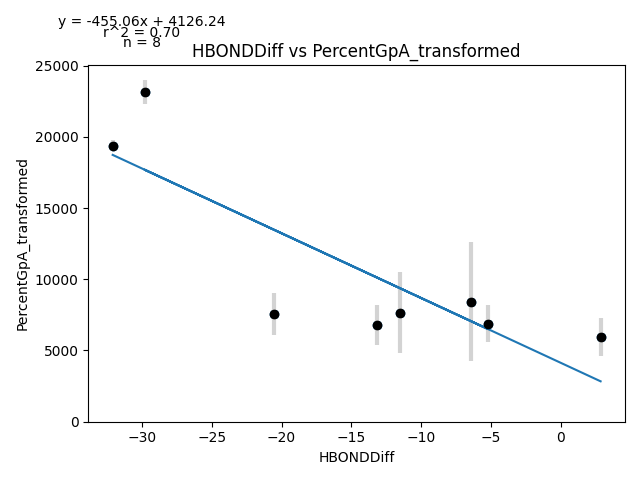 y = -455.06x + 4126.24
r^2 = 0.70
n = 8
HBONDDiff vs PercentGpA_transformed
PercentGpA_transformed
25000
20000
15000
10000
5000
0
−30
−25
−20
−15
−10
−5
0
HBONDDiff